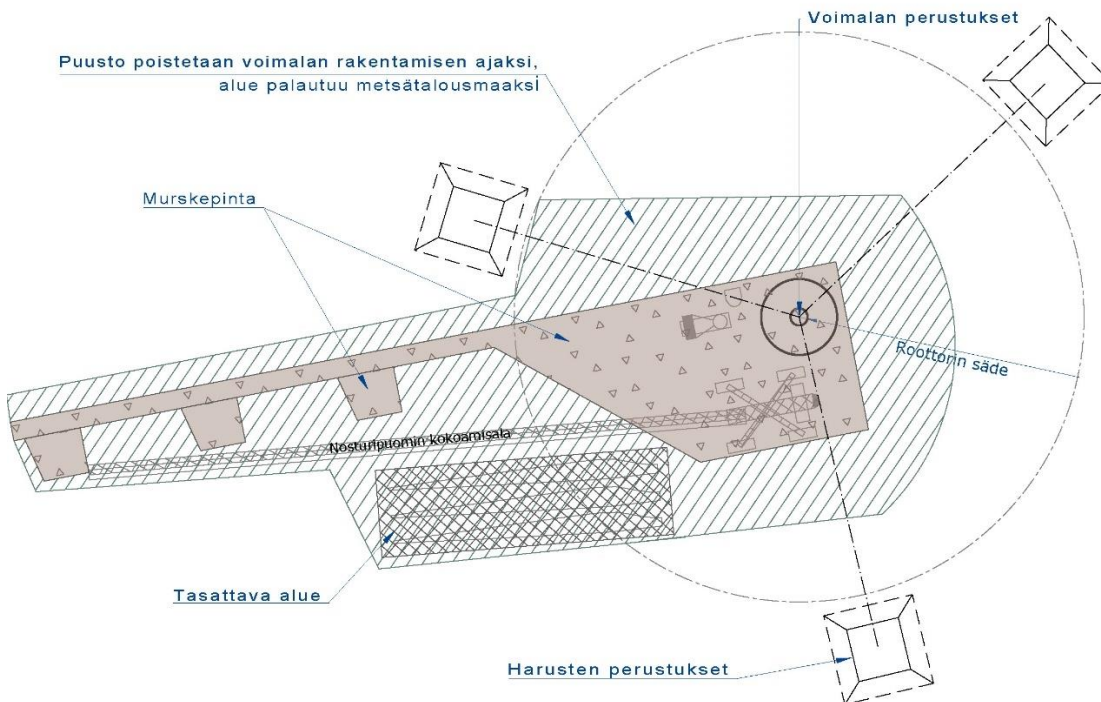 Voimalan perustukset
Puusto poistetaan voimalan rakentamisen ajaksi,
alue palautuu metsätalousmaaksi
Murskepinta
Roottorin säde
Nosturipuomin kokoamisala
Tasattava alue
Harusten perustukset